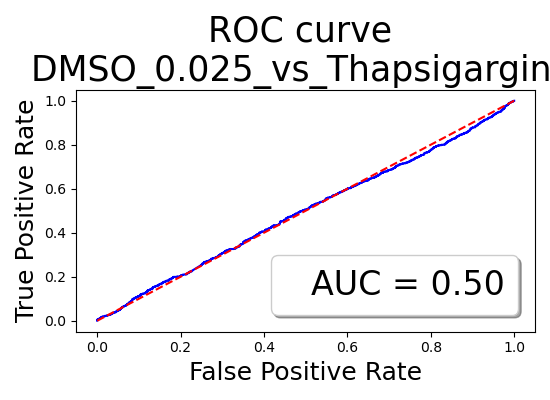 ROC curve
DMSO_0.025_vs_Thapsigargin
True Positive Rate
1.0
0.8
0.6
0.4
0.2
0.0
AUC = 0.50
0.0 0.2 0.4 0.6 0.8 1.0
False Positive Rate